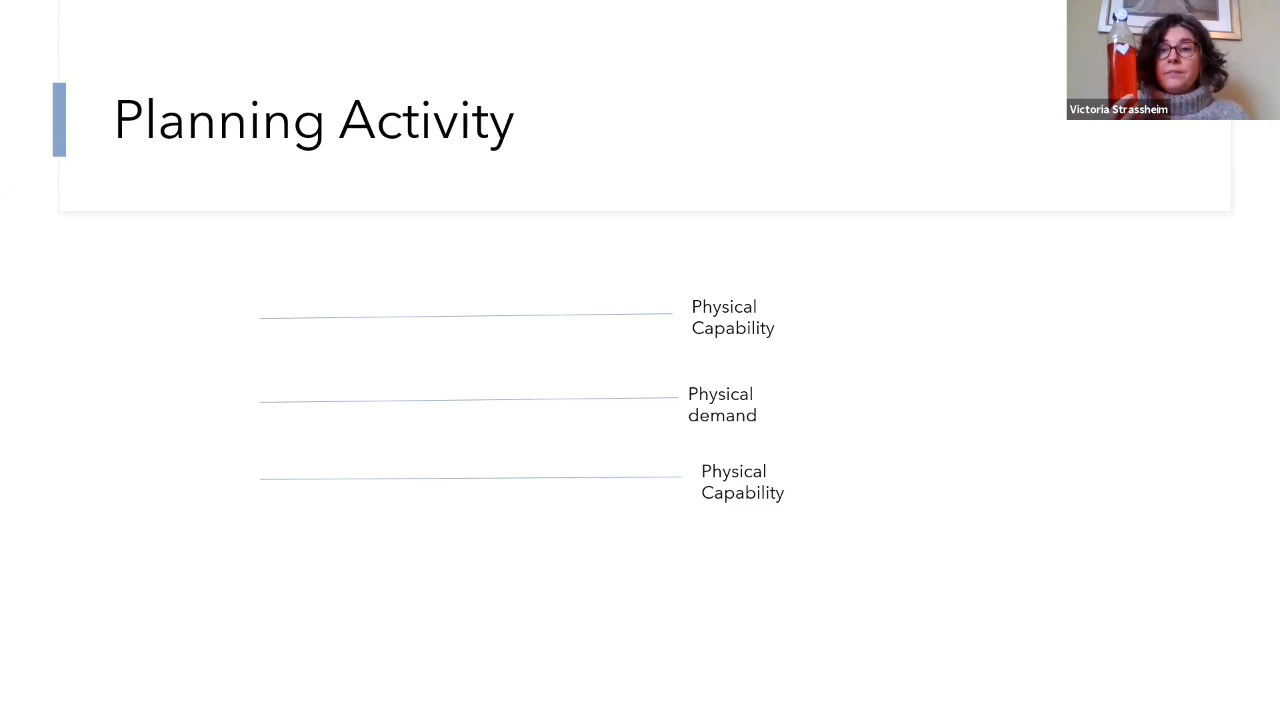 Planning Activity
Victoria Strassheim
Physical
Capability
Physical
demand
Physical
Capability